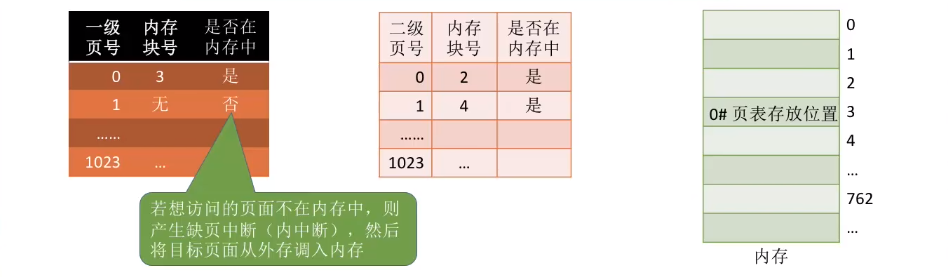 一级页号 内存块号 是否在内存中
0 3 是
1 无 否
……
1023 …
若想访问的页面不在内存中，则
产生缺页中断（内中断），然后
将目标页面从外存调入内存
二级页号 内存块号 是否在内存中
0 2 是
1 4 是
……
1023 …
0
1
2
0# 页表存放位置 3
4
…
762
…
内存